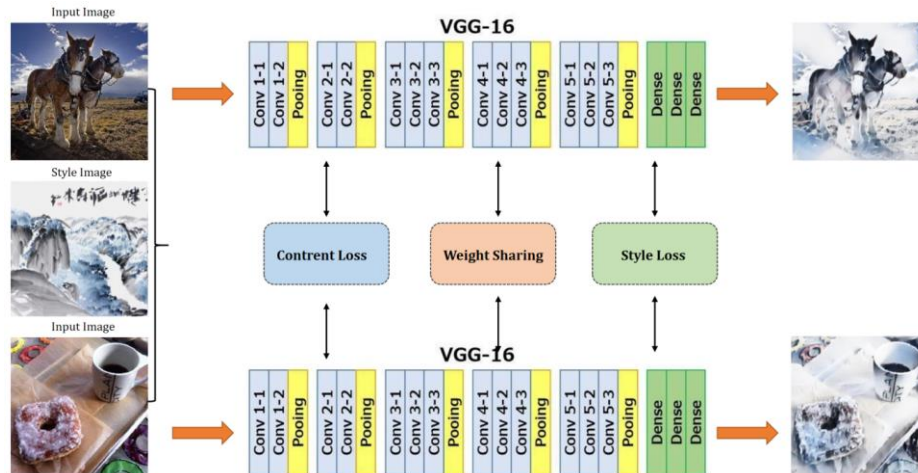 Input Image
VGG-16
Conv 1-1
Conv 1-2
Pooing
Conv 2-1
Conv 2-2
Pooing
Conv 3-1
Conv 3-2
Conv 3-3
Pooing
Conv 4-1
Conv 4-2
Conv 4-3
Pooing
Conv 5-1
Conv 5-2
Conv 5-3
Pooing
Dense
Dense
Dense
Style Image
Contrent Loss
Weight Sharing
Style Loss
Input Image
VGG-16
Conv 1-1
Conv 1-2
Pooing
Conv 2-1
Conv 2-2
Pooing
Conv 3-1
Conv 3-2
Conv 3-3
Pooing
Conv 4-1
Conv 4-2
Conv 4-3
Pooing
Conv 5-1
Conv 5-2
Conv 5-3
Pooing
Dense
Dense
Dense